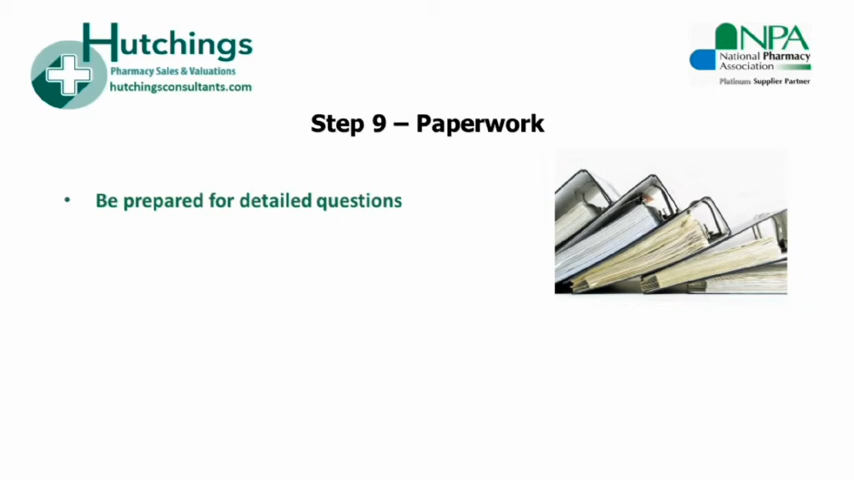 Hutchings
Pharmacy Sales & Valuations
hutchingsconsultants.com
NPA
National Pharmacy
Association
Platinum Supplier Partner
Step 9 – Paperwork
• Be prepared for detailed questions